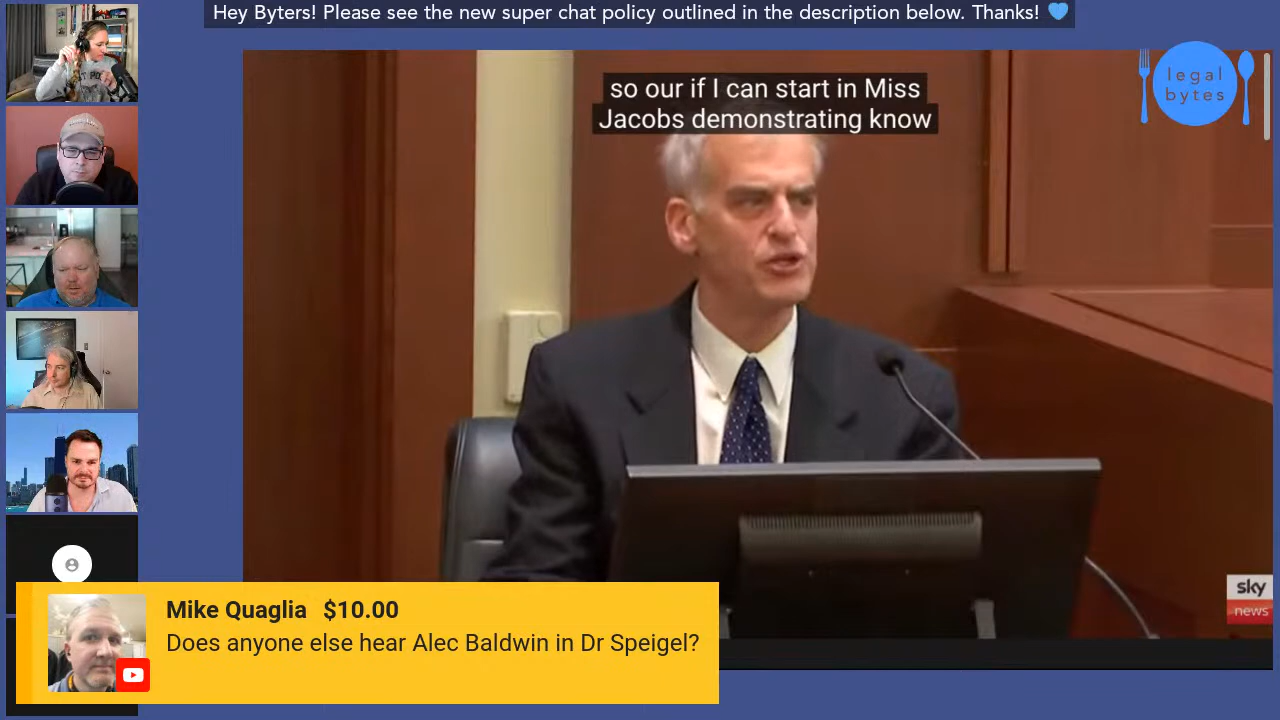 Hey Byters! Please see the new super chat policy outlined in the description below. Thanks! 💙
legal
bytes
so our if I can start in Miss
Jacobs demonstrating know
sky
news
Mike Quaglia $10.00
Does anyone else hear Alec Baldwin in Dr Speigel?